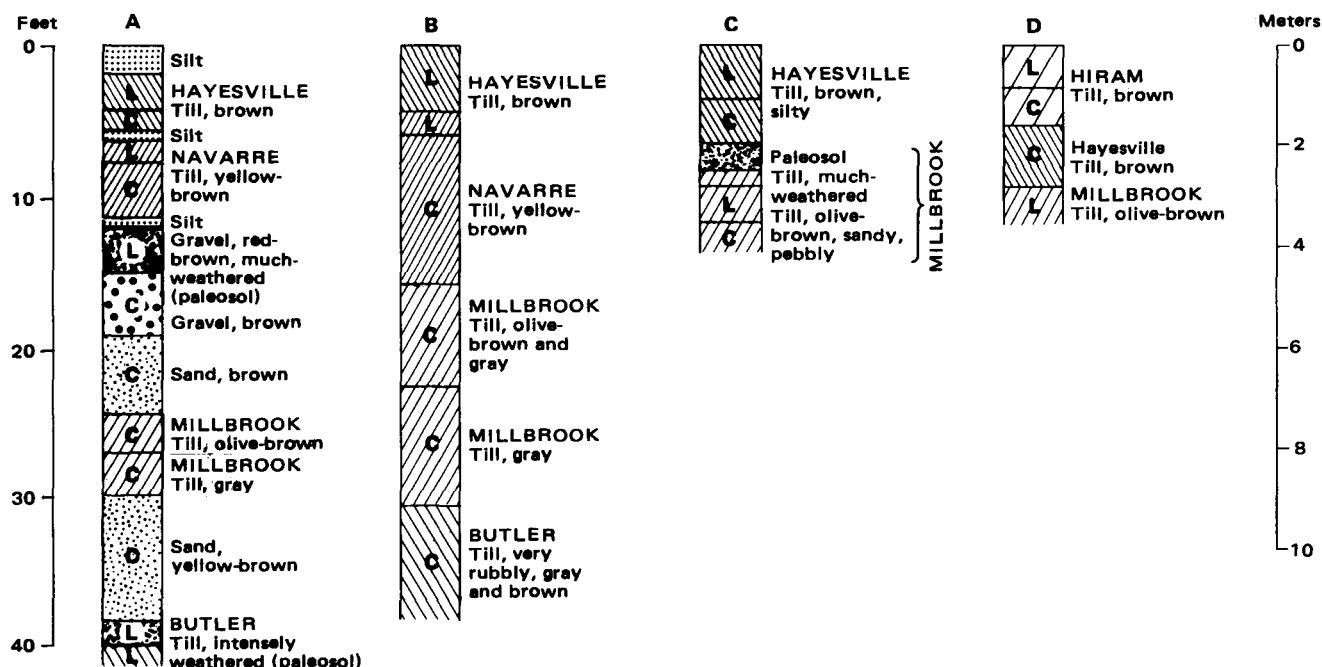 Feet
A
B
C
D
Meters
0
10
20
30
40
Silt
L
HAYESVILLE
Till, brown
C
Silt
L
NAVARRE
Till, yellow-
brown
C
Silt
L
Gravel, red-
brown, much-
weathered
(paleosol)
C
Gravel, brown
C
Sand, brown
C
MILLBROOK
Till, olive-brown
C
MILLBROOK
Till, gray
Sand,
yellow-brown
L
BUTLER
Till, intensely
weathered (paleosol)
L
L
HAYESVILLE
Till, brown
L
C
NAVARRE
Till, yellow-
brown
C
MILLBROOK
Till, olive-
brown and
gray
C
MILLBROOK
Till, gray
C
BUTLER
Till, very
rubbly, gray
and brown
L
HAYESVILLE
Till, brown,
silty
C
Paleosol
Till, much-
weathered
L
Till, olive-
brown, sandy,
pebbly
C
MILLBROOK
L
HIRAM
Till, brown
C
C
Hayesville
Till, brown
L
MILLBROOK
Till, olive-brown
0
2
4
6
8
10